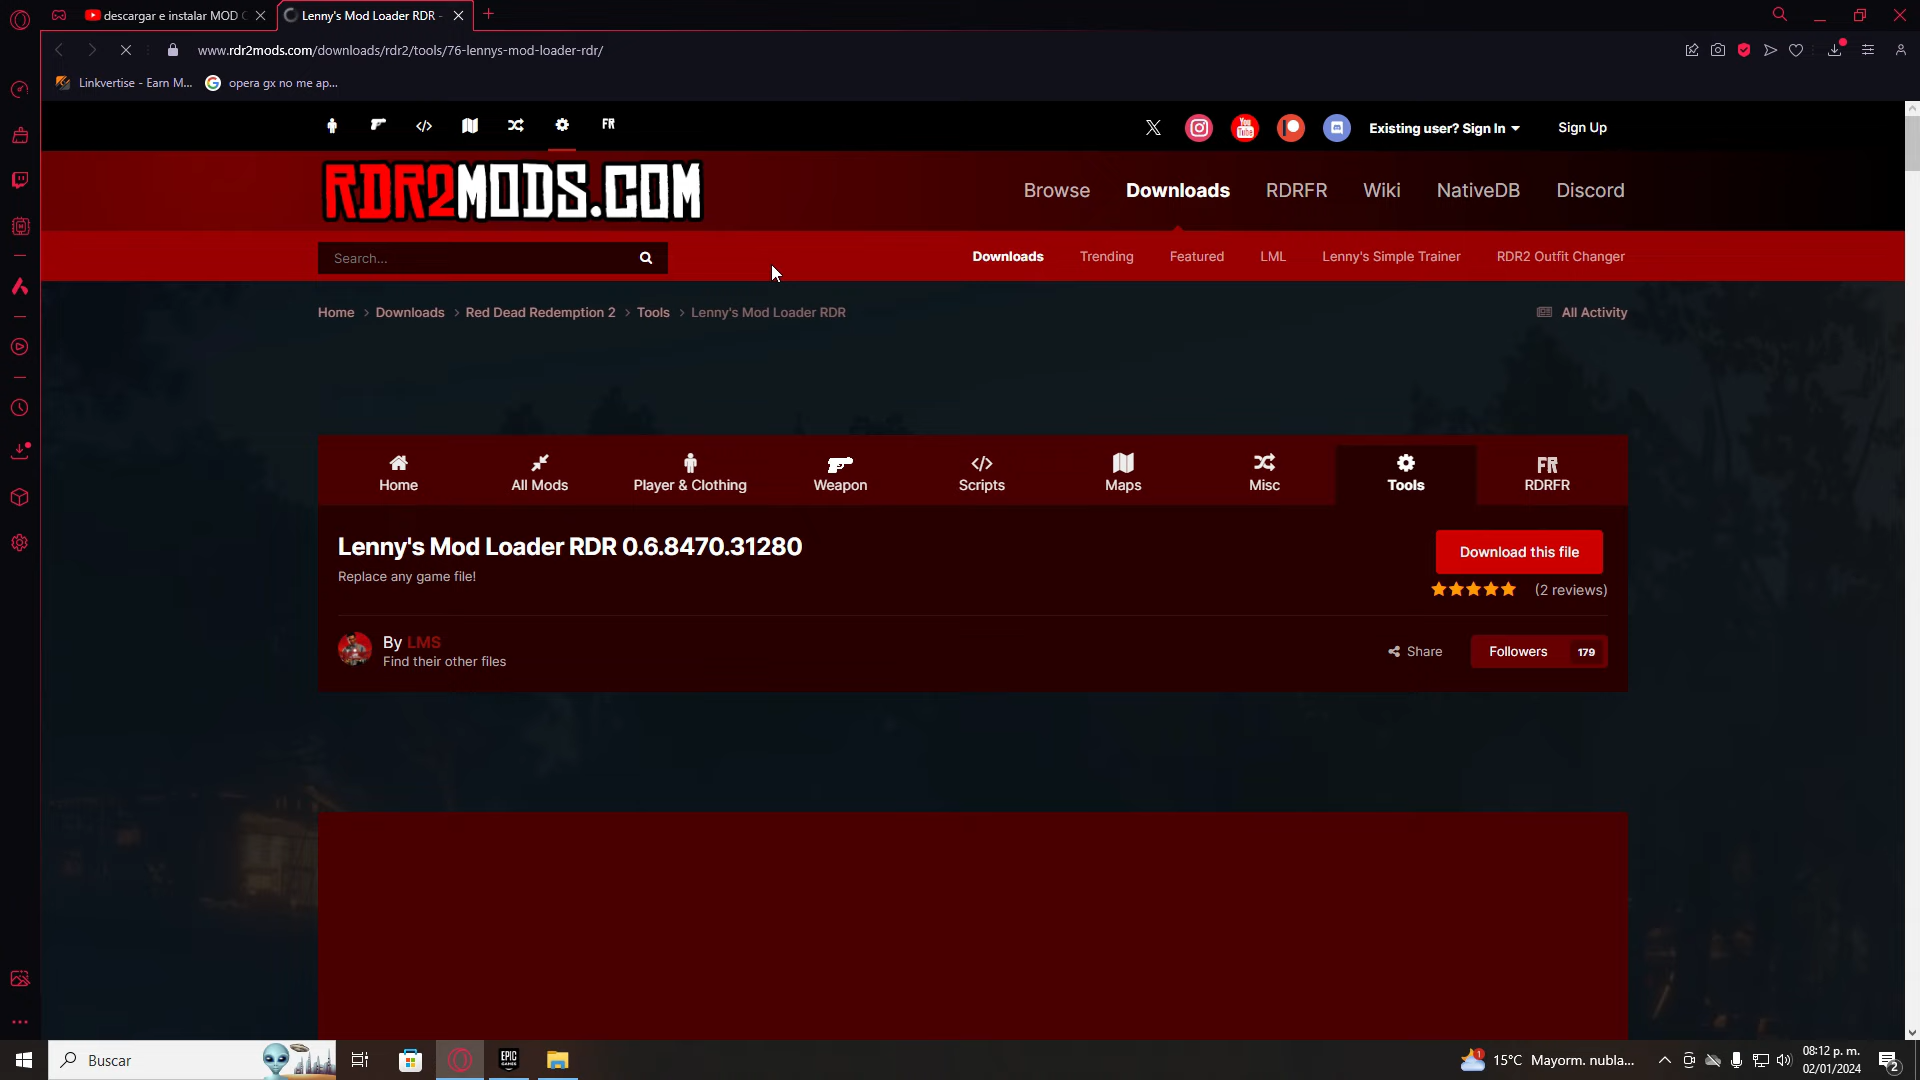 descargar e instalar MOD
Lenny's Mod Loader RDR -
www.rdr2mods.com/downloads/rdr2/tools/76-lennys-mod-loader-rdr/
Linkvertise - Earn M...
opera gx no me ap...
FR
Existing user? Sign In
Sign Up
RDR2MODS.COM
Browse
Downloads
RDRFR
Wiki
NativeDB
Discord
Search...
Downloads
Trending
Featured
LML
Lenny's Simple Trainer
RDR2 Outfit Changer
Home > Downloads > Red Dead Redemption 2 > Tools > Lenny's Mod Loader RDR
All Activity
Home
All Mods
Player & Clothing
Weapon
Scripts
Maps
Misc
Tools
FR
RDRFR
Lenny's Mod Loader RDR 0.6.8470.31280
Replace any game file!
Download this file
(2 reviews)
By LMS
Find their other files
Share
Followers 179
Buscar
EPIC
GAMES
1
15°C Mayorm. nubla...
08:12 p. m.
02/01/2024
2